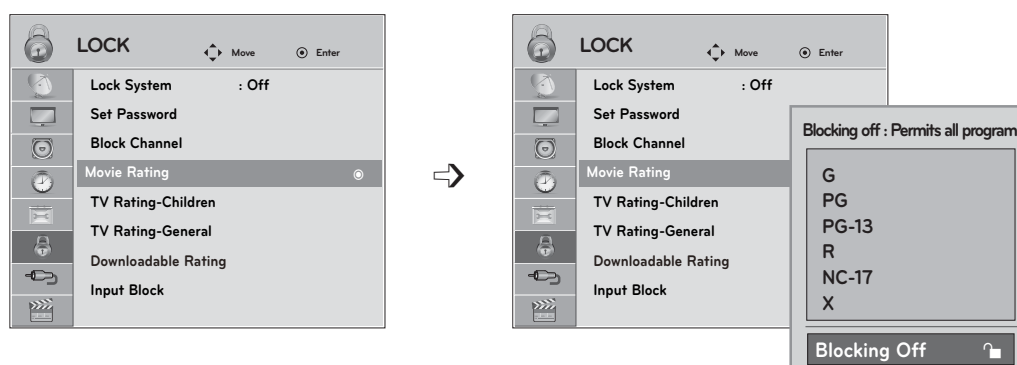 LOCK
Move
Enter
Lock System : Off
Set Password
Block Channel
Movie Rating
TV Rating-Children
TV Rating-General
Downloadable Rating
Input Block
LOCK
Move
Enter
Lock System : Off
Set Password
Block Channel
Movie Rating
TV Rating-Children
TV Rating-General
Downloadable Rating
Input Block
Blocking off : Permits all program
G
PG
PG-13
R
NC-17
X
Blocking Off